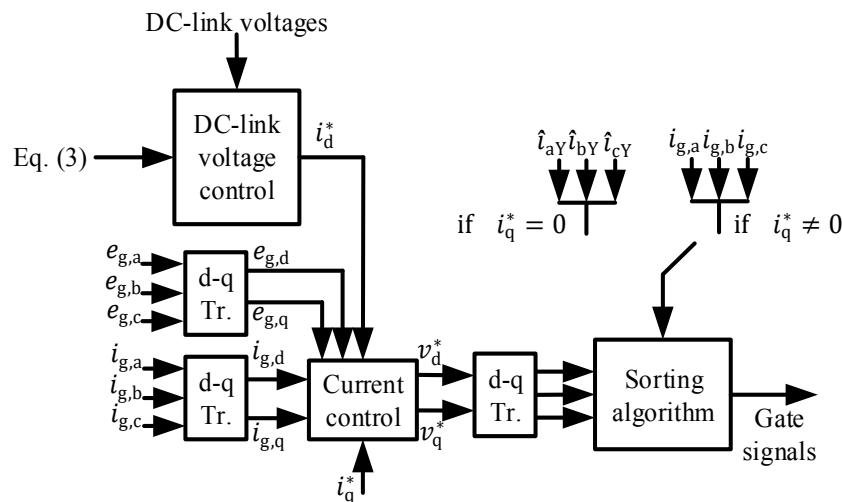 DC-link voltages
Eq. (3)
DC-link
voltage
control
i*d
îaY îbY îcY
ig,a ig,b ig,c
if i*q = 0
if i*q ≠ 0
eg,a
eg,b
eg,c
d-q
Tr.
eg,d
eg,q
ig,a
ig,b
ig,c
d-q
Tr.
ig,d
ig,q
Current
control
i*q
v*d
v*q
d-q
Tr.
Sorting
algorithm
Gate
signals